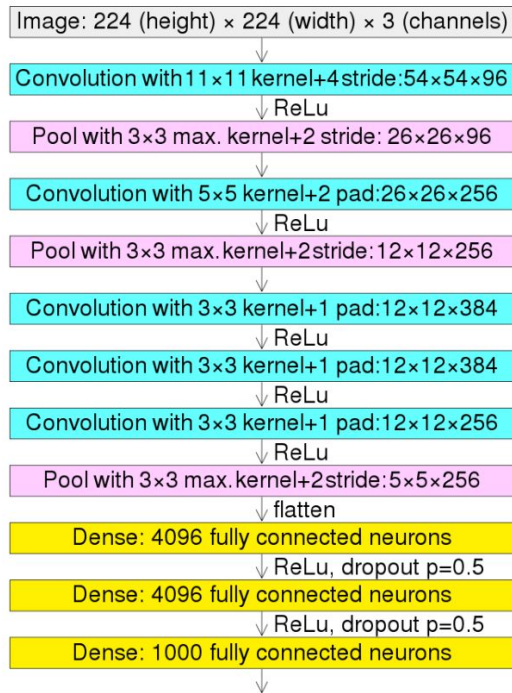 Image: 224 (height) × 224 (width) × 3 (channels)
Convolution with 11×11 kernel+4 stride:54×54×96
ReLu
Pool with 3×3 max. kernel+2 stride: 26×26×96
Convolution with 5×5 kernel+2 pad:26×26×256
ReLu
Pool with 3×3 max.kernel+2stride:12×12×256
Convolution with 3×3 kernel+1 pad:12×12×384
ReLu
Convolution with 3×3 kernel+1 pad:12×12×384
ReLu
Convolution with 3×3 kernel+1 pad:12×12×256
ReLu
Pool with 3×3 max.kernel+2stride:5×5×256
flatten
Dense: 4096 fully connected neurons
ReLu, dropout p=0.5
Dense: 4096 fully connected neurons
ReLu, dropout p=0.5
Dense: 1000 fully connected neurons